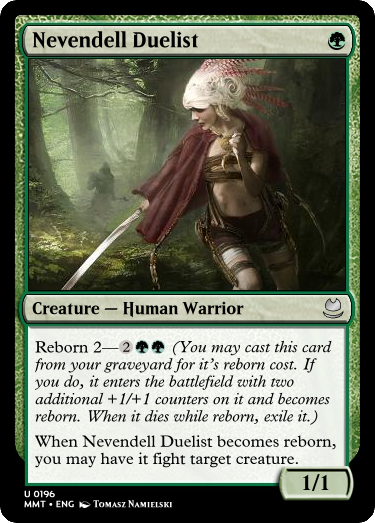 Nevendell Duelist
Creature — Human Warrior
Reborn 2—2 (You may cast this card
from your graveyard for it's reborn cost. If
you do, it enters the battlefield with two
additional +1/+1 counters on it and becomes
reborn. When it dies while reborn, exile it.)
When Nevendell Duelist becomes reborn,
you may have it fight target creature.
1/1
U 0196
MMT • ENG Tomasz Namielski